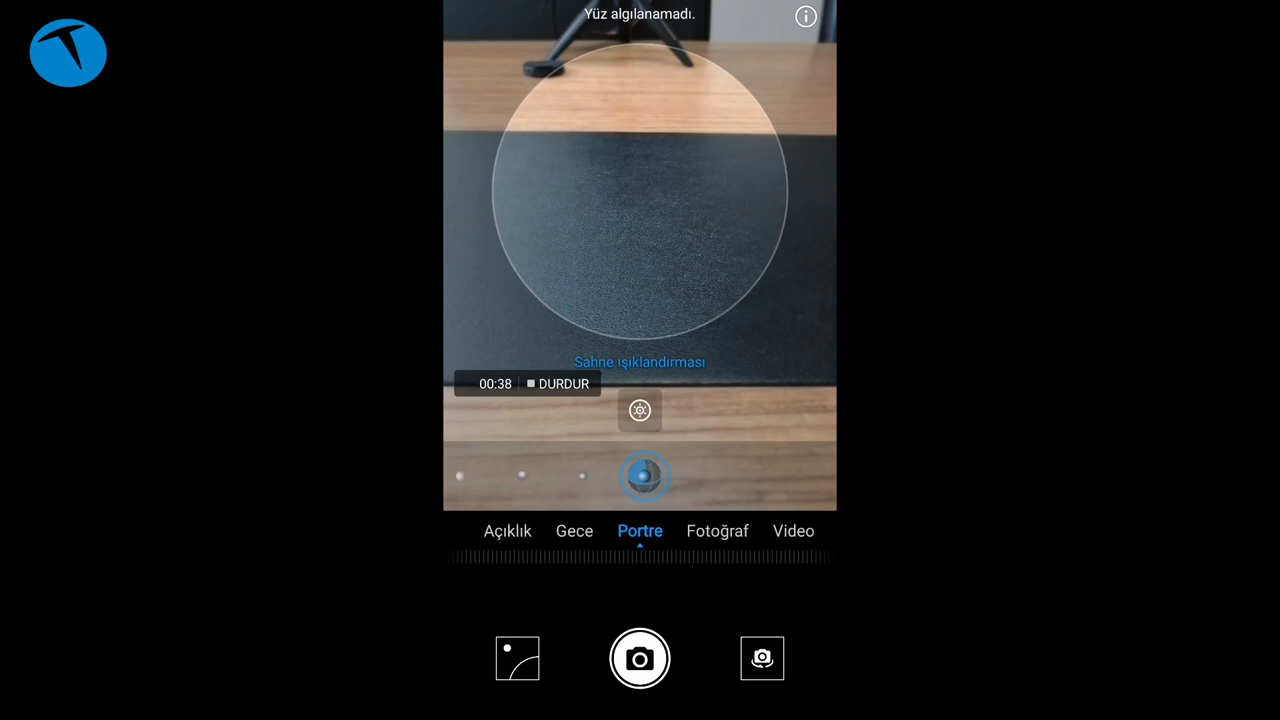 Yüz algılanamadı.
Sahne ışıklandırması
00:38 DURDUR
Açıklık Gece Portre Fotoğraf Video